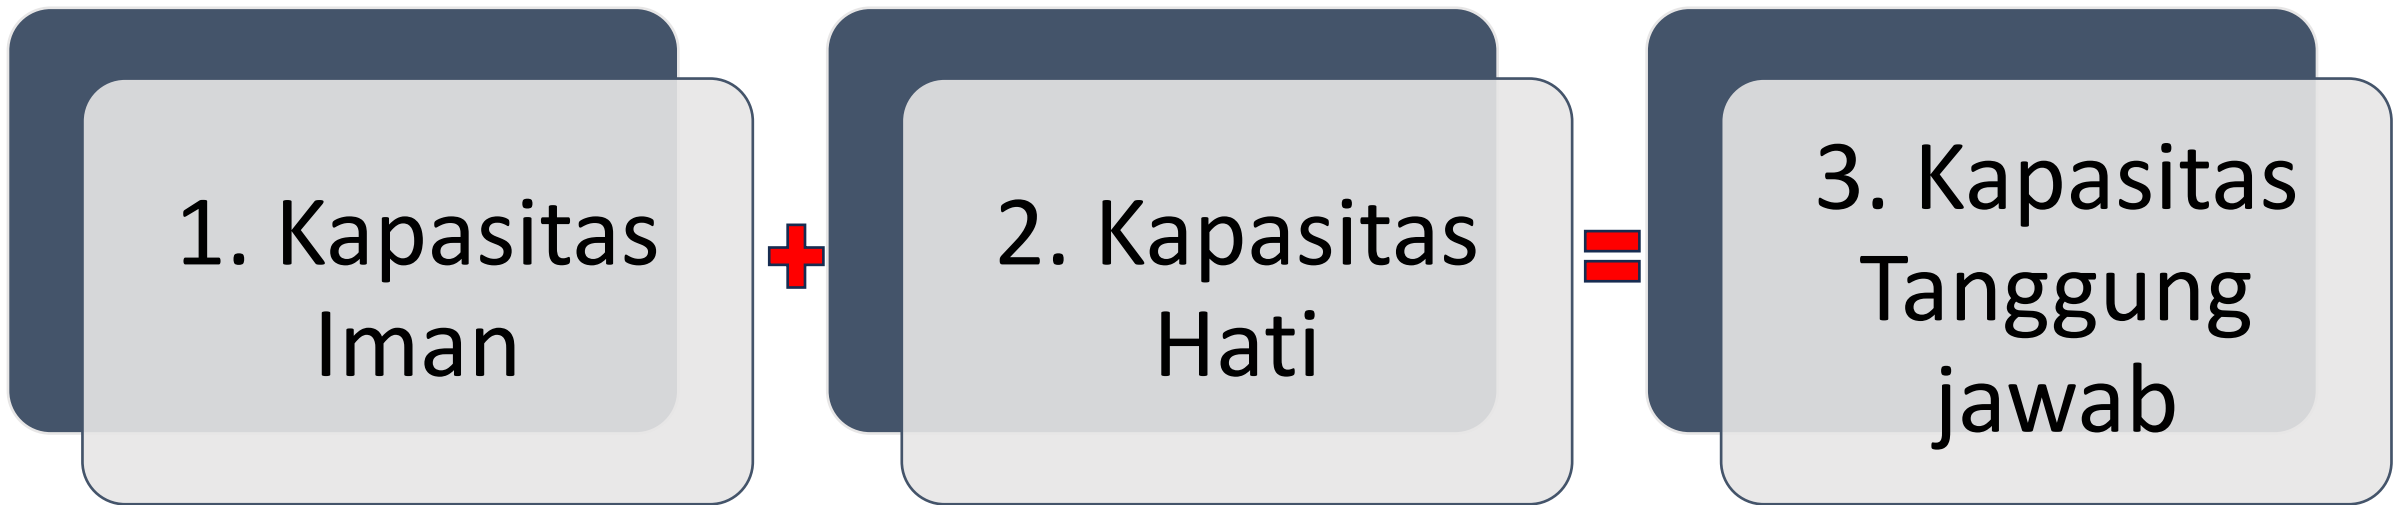 1. Kapasitas
Iman
+
2. Kapasitas
Hati
=
3. Kapasitas
Tanggung
jawab